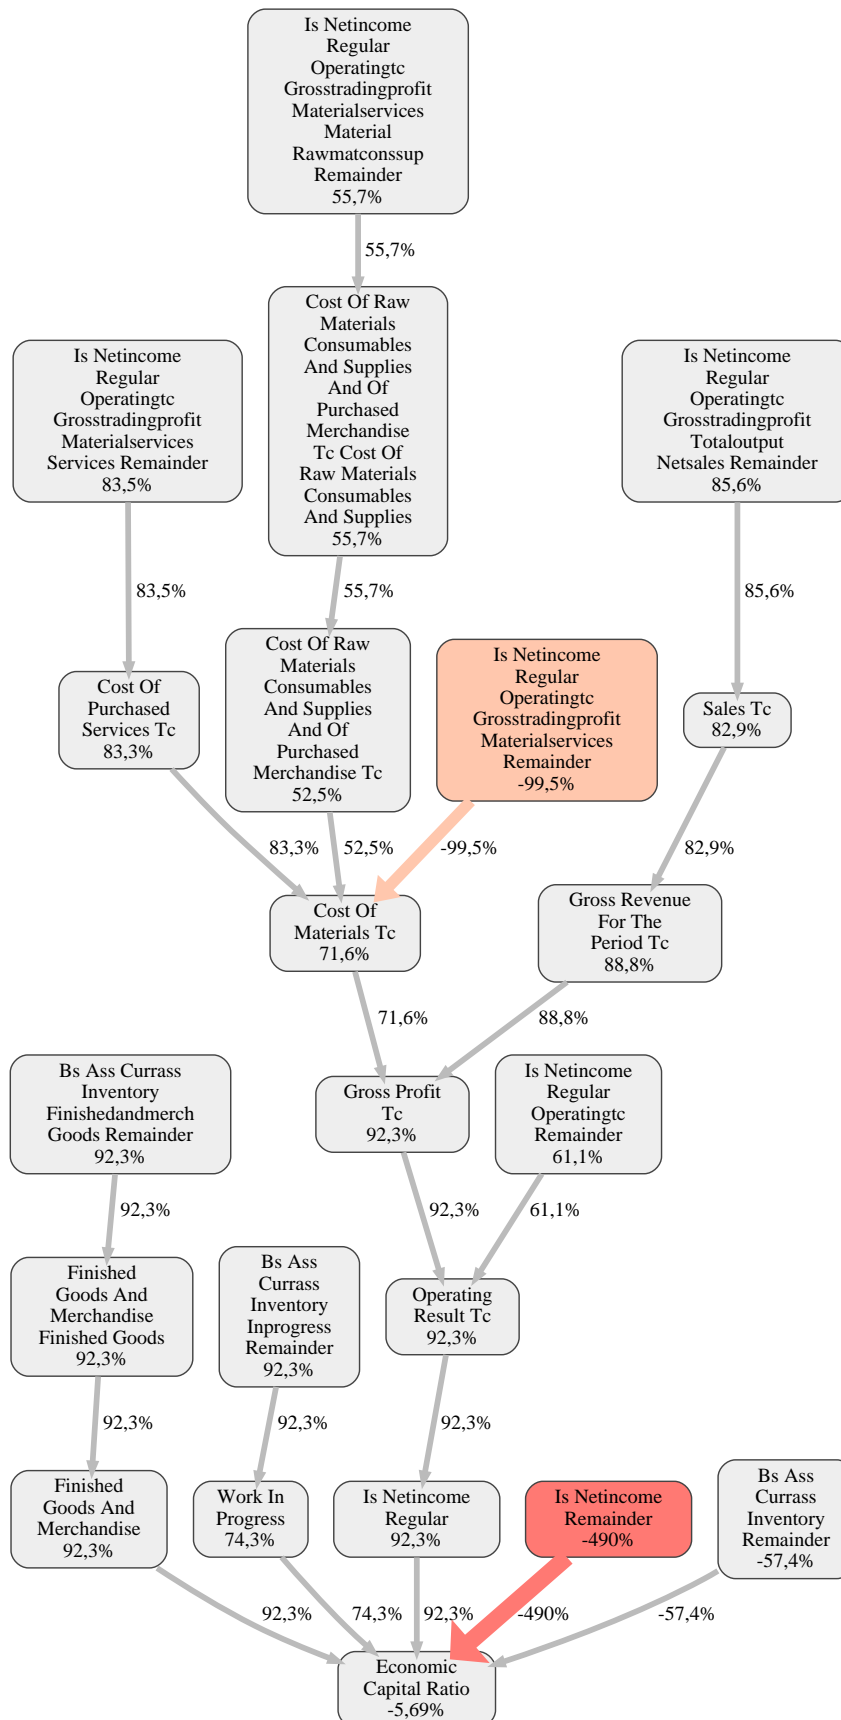 Is Netincome
Regular
Operatingtc
Grosstradingprofit
Materialservices
Material
Rawmatconssup
Remainder
55,7%
55,7%
Cost Of Raw
Materials
Consumables
And Supplies
And Of
Purchased
Merchandise
Tc Cost Of
Raw Materials
Consumables
And Supplies
55,7%
Is Netincome
Regular
Operatingtc
Grosstradingprofit
Materialservices
Services Remainder
83,5%
Is Netincome
Regular
Operatingtc
Grosstradingprofit
Totaloutput
Netsales Remainder
85,6%
83,5%
55,7%
85,6%
Cost Of
Purchased
Services Tc
83,3%
Cost Of Raw
Materials
Consumables
And Supplies
And Of
Purchased
Merchandise Tc
52,5%
Is Netincome
Regular
Operatingtc
Grosstradingprofit
Materialservices
Remainder
-99,5%
Sales Tc
82,9%
83,3%
52,5%
-99,5%
82,9%
Cost Of
Materials Tc
71,6%
Gross Revenue
For The
Period Tc
88,8%
71,6%
88,8%
Bs Ass Currass
Inventory
Finishedandmerch
Goods Remainder
92,3%
Gross Profit
Tc
92,3%
Is Netincome
Regular
Operatingtc
Remainder
61,1%
92,3%
92,3%
61,1%
Finished
Goods And
Merchandise
Finished Goods
92,3%
Bs Ass
Currass
Inventory
Inprogress
Remainder
92,3%
Operating
Result Tc
92,3%
92,3%
92,3%
92,3%
Finished
Goods And
Merchandise
92,3%
Work In
Progress
74,3%
Is Netincome
Regular
92,3%
Is Netincome
Remainder
-490%
Bs Ass
Currass
Inventory
Remainder
-57,4%
92,3%
74,3%
92,3%
-490%
-57,4%
Economic
Capital Ratio
-5,69%